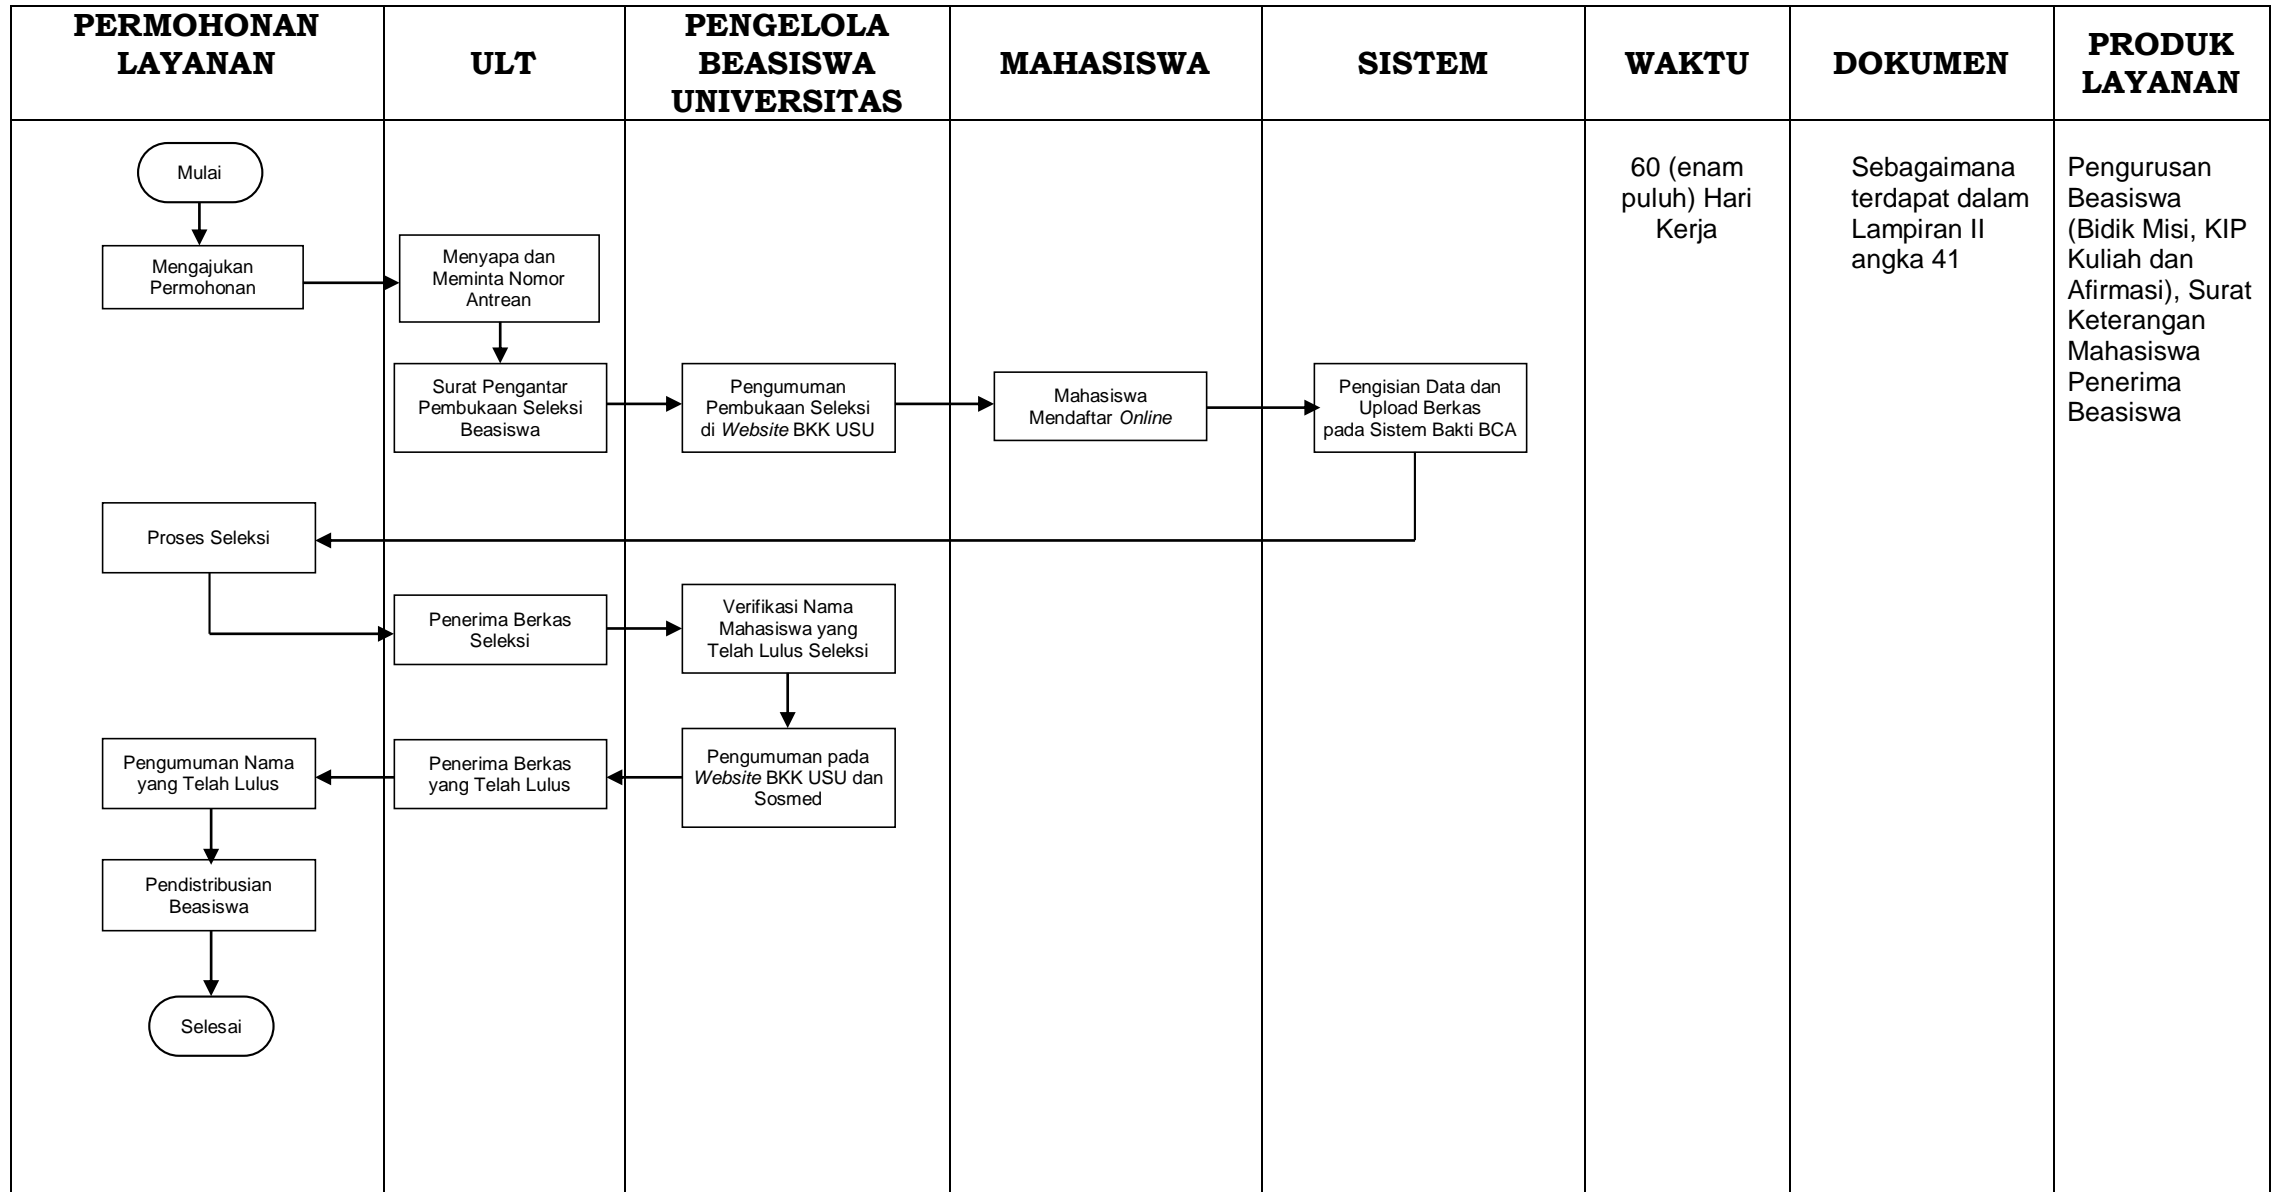 PERMOHONAN
LAYANAN
ULT
PENGELOLA
BEASISWA
UNIVERSITAS
MAHASISWA
SISTEM
WAKTU
DOKUMEN
PRODUK
LAYANAN
Mulai
Mengajukan
Permohonan
Menyapa dan
Meminta Nomor
Antrean
Surat Pengantar
Pembukaan Seleksi
Beasiswa
Pengumuman
Pembukaan Seleksi
di Website BKK USU
Mahasiswa
Mendaftar Online
Pengisian Data dan
Upload Berkas
pada Sistem Bakti BCA
Proses Seleksi
Penerima Berkas
Seleksi
Verifikasi Nama
Mahasiswa yang
Telah Lulus Seleksi
Pengumuman pada
Website BKK USU dan
Sosmed
Penerima Berkas
yang Telah Lulus
Pengumuman Nama
yang Telah Lulus
Pendistribusian
Beasiswa
Selesai
60 (enam
puluh) Hari
Kerja
Sebagaimana
terdapat dalam
Lampiran II
angka 41
Pengurusan
Beasiswa
(Bidik Misi, KIP
Kuliah dan
Afirmasi), Surat
Keterangan
Mahasiswa
Penerima
Beasiswa